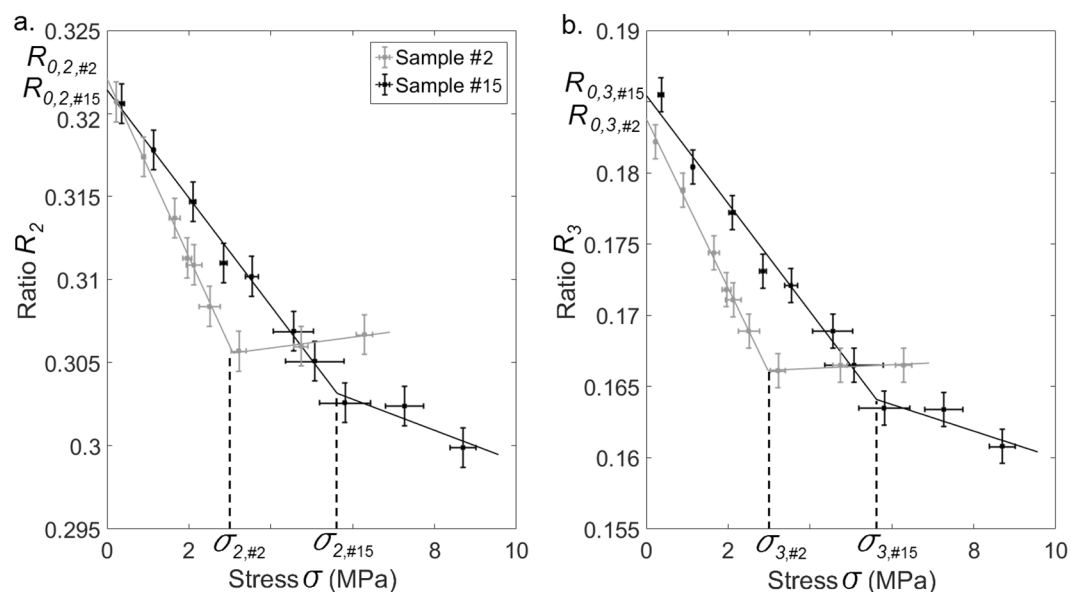 a.
0.325
R0,2,#2
R0,2,#15
0.32
0.315
0.31
0.305
0.3
0.295
Ratio R2
Sample #2
Sample #15
0 2 4 6 8 10
σ2,#2 σ2,#15
Stress σ (MPa)
b.
0.19
R0,3,#15
R0,3,#2
0.18
0.175
0.17
0.165
0.16
0.155
Ratio R3
0 2 4 6 8 10
σ3,#2 σ3,#15
Stress σ (MPa)